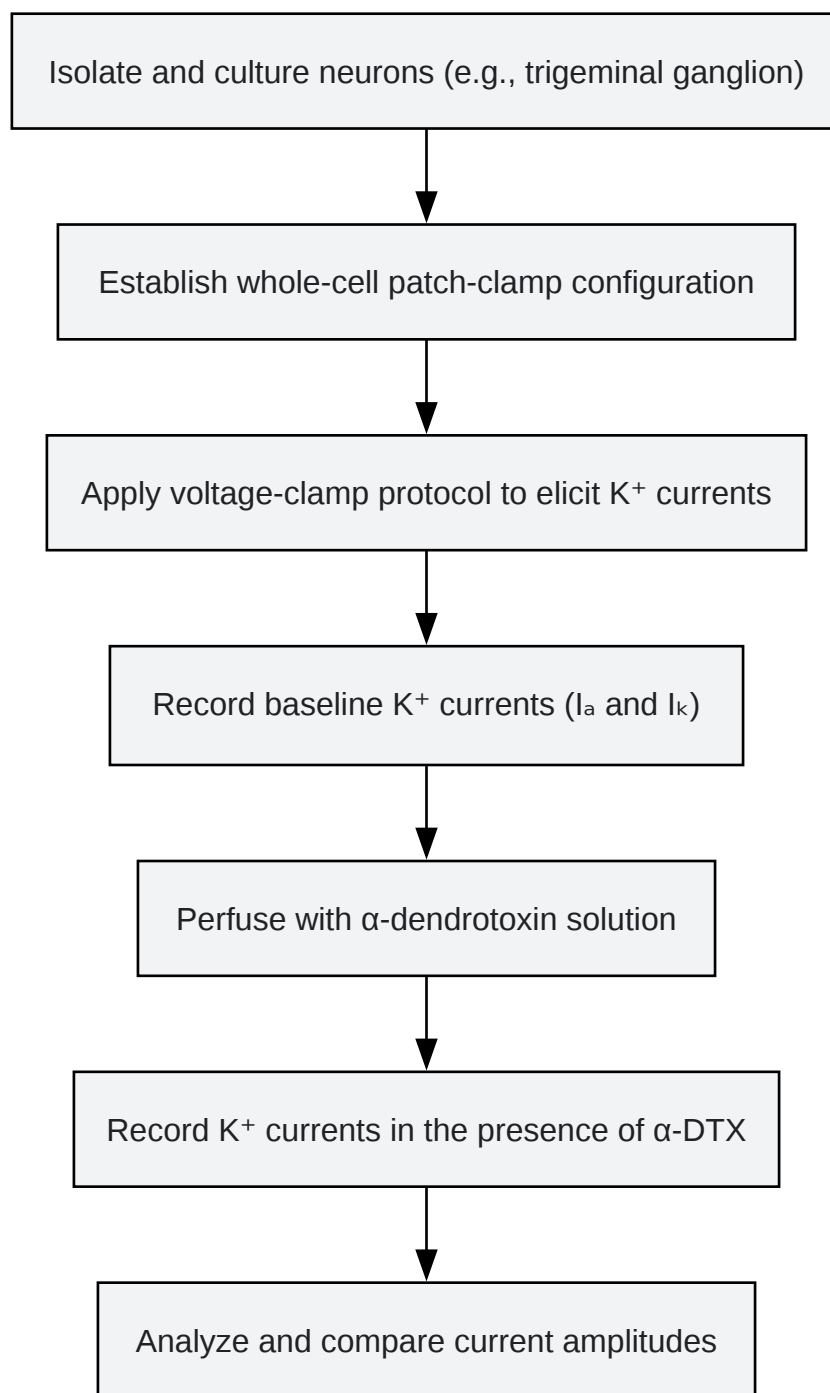 Isolate and culture neurons (e.g., trigeminal ganglion)
Establish whole-cell patch-clamp configuration
Apply voltage-clamp protocol to elicit K⁺ currents
Record baseline K⁺ currents (Iₐ and Iₖ)
Perfuse with α-dendrotoxin solution
Record K⁺ currents in the presence of α-DTX
Analyze and compare current amplitudes